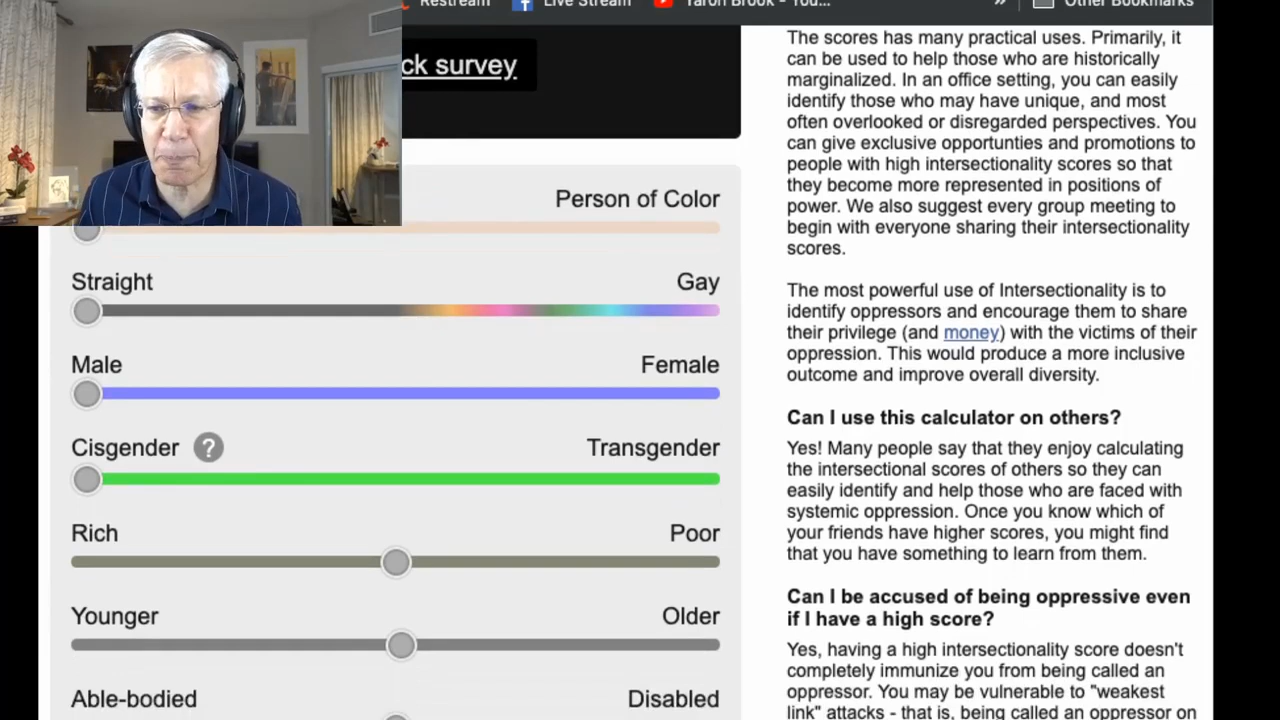 Restream
Live Stream
Yaron Brook - You...
»
Other Bookmarks
ck survey
Person of Color
Straight
Gay
Male
Female
Cisgender ?
Transgender
Rich
Poor
Younger
Older
Able-bodied
Disabled
The scores has many practical uses. Primarily, it
can be used to help those who are historically
marginalized. In an office setting, you can easily
identify those who may have unique, and most
often overlooked or disregarded perspectives. You
can give exclusive opportunties and promotions to
people with high intersectionality scores so that
they become more represented in positions of
power. We also suggest every group meeting to
begin with everyone sharing their intersectionality
scores.
The most powerful use of Intersectionality is to
identify oppressors and encourage them to share
their privilege (and money) with the victims of their
oppression. This would produce a more inclusive
outcome and improve overall diversity.
Can I use this calculator on others?
Yes! Many people say that they enjoy calculating
the intersectional scores of others so they can
easily identify and help those who are faced with
systemic oppression. Once you know which of
your friends have higher scores, you might find
that you have something to learn from them.
Can I be accused of being oppressive even
if I have a high score?
Yes, having a high intersectionality score doesn't
completely immunize you from being called an
oppressor. You may be vulnerable to "weakest
link" attacks - that is, being called an oppressor on